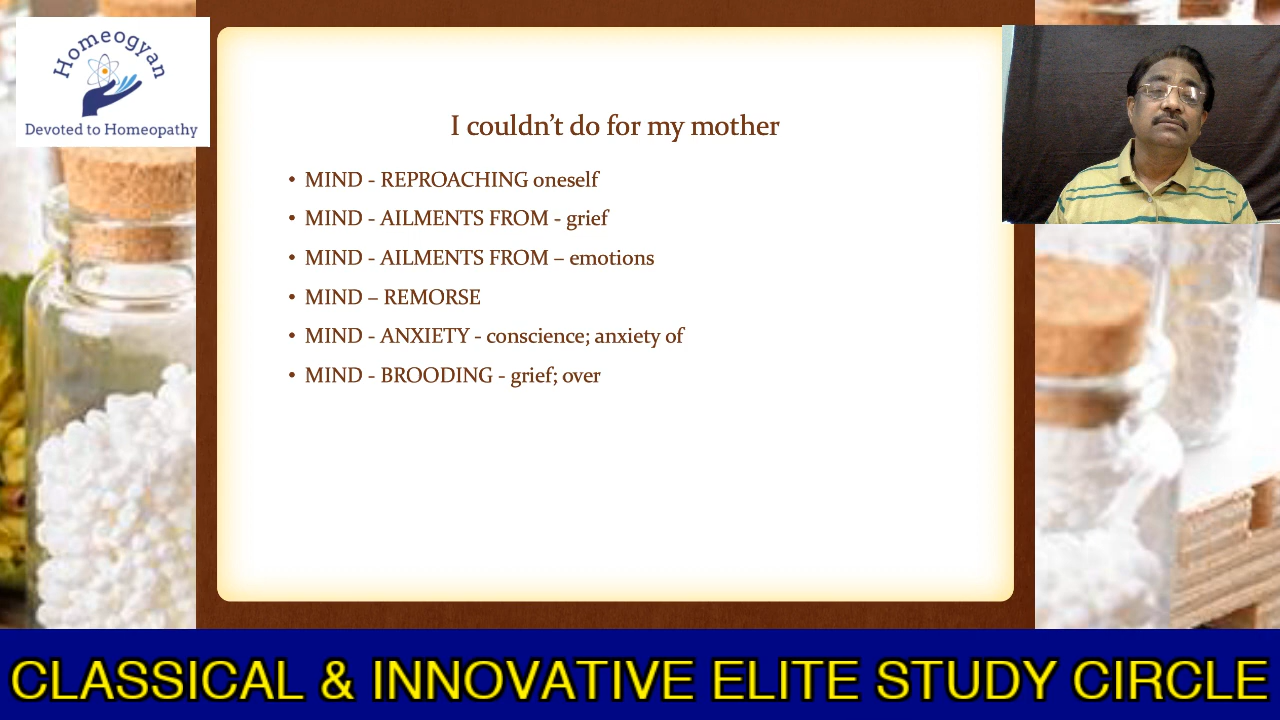 Homeogyan
Devoted to Homeopathy
I couldn't do for my mother
• MIND - REPROACHING oneself
• MIND - AILMENTS FROM - grief
• MIND - AILMENTS FROM – emotions
• MIND – REMORSE
• MIND - ANXIETY - conscience; anxiety of
• MIND - BROODING - grief; over
CLASSICAL & INNOVATIVE ELITE STUDY CIRCLE